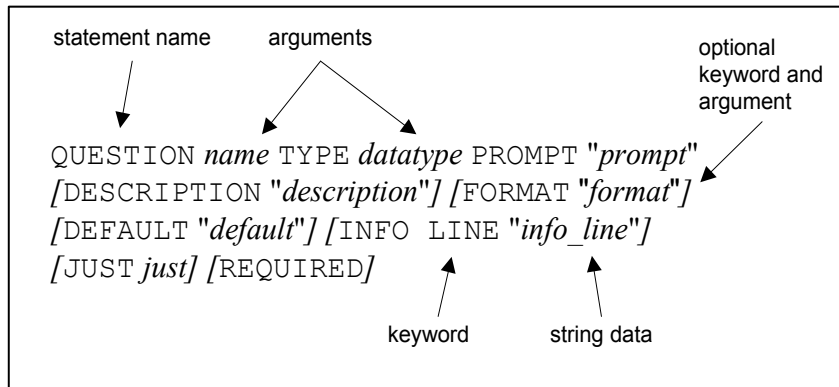 statement name
arguments
optional
keyword and
argument
QUESTION name TYPE datatype PROMPT "prompt"
[DESCRIPTION "description"] [FORMAT "format"]
[DEFAULT "default"] [INFO LINE "info_line"]
[JUST just] [REQUIRED]
keyword
string data